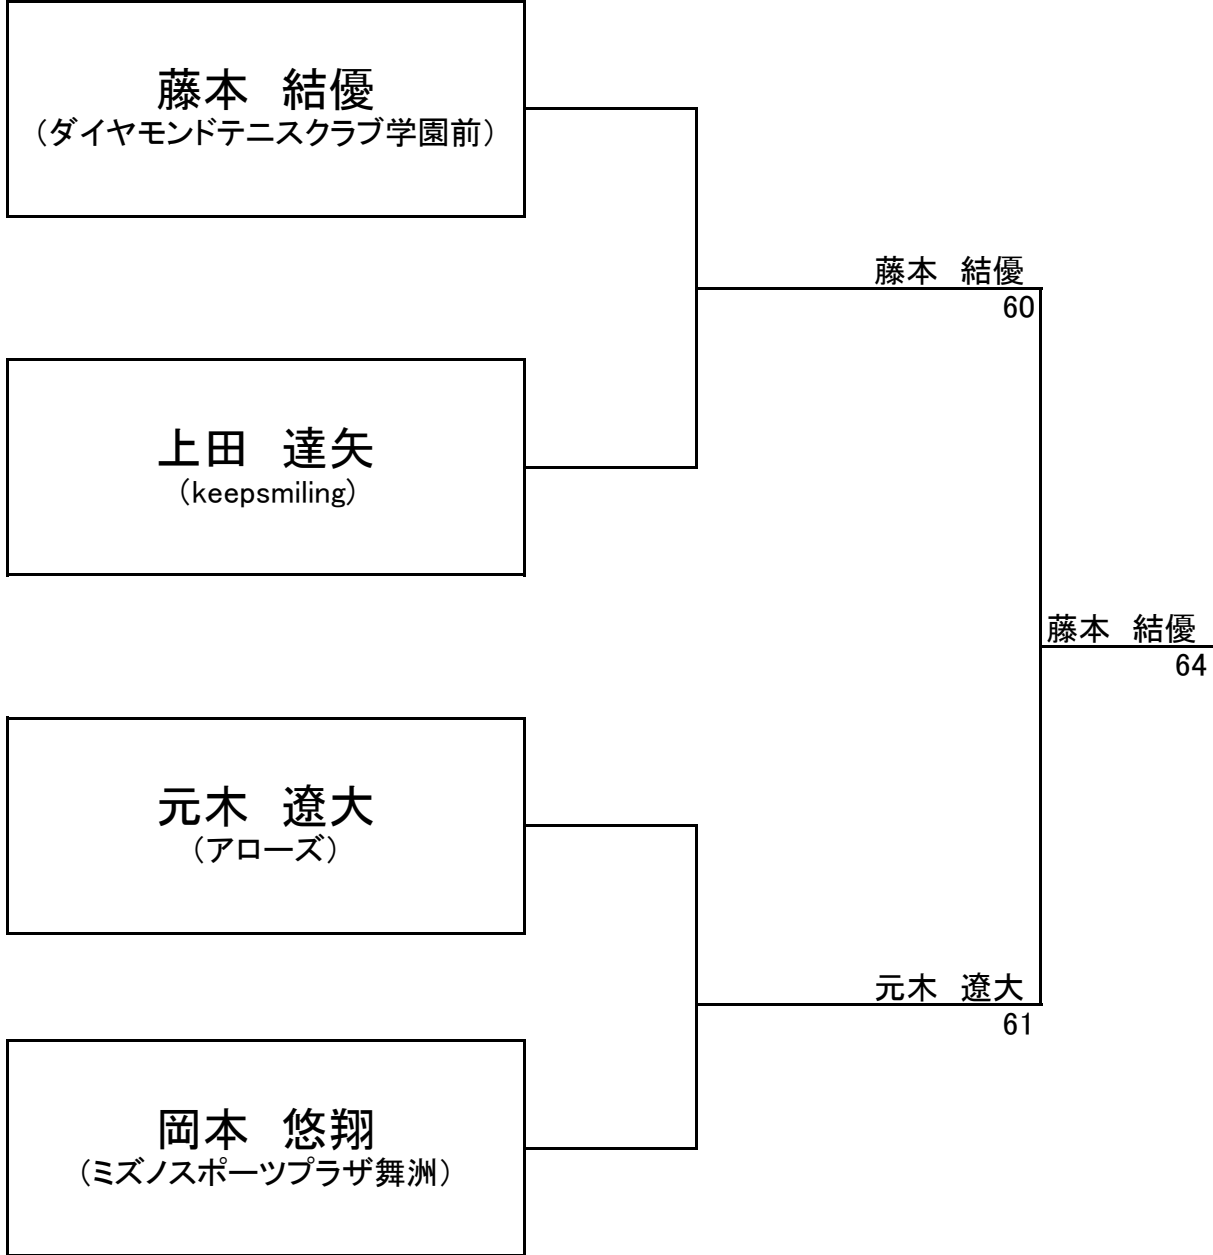 藤本　結優
（ダイヤモンドテニスクラブ学園前）
藤本　結優
60
上田　達矢
（keepsmiling）
藤本　結優
64
元木　遼大
（アローズ）
元木　遼大
61
岡本　悠翔
（ミズノスポーツプラザ舞洲）